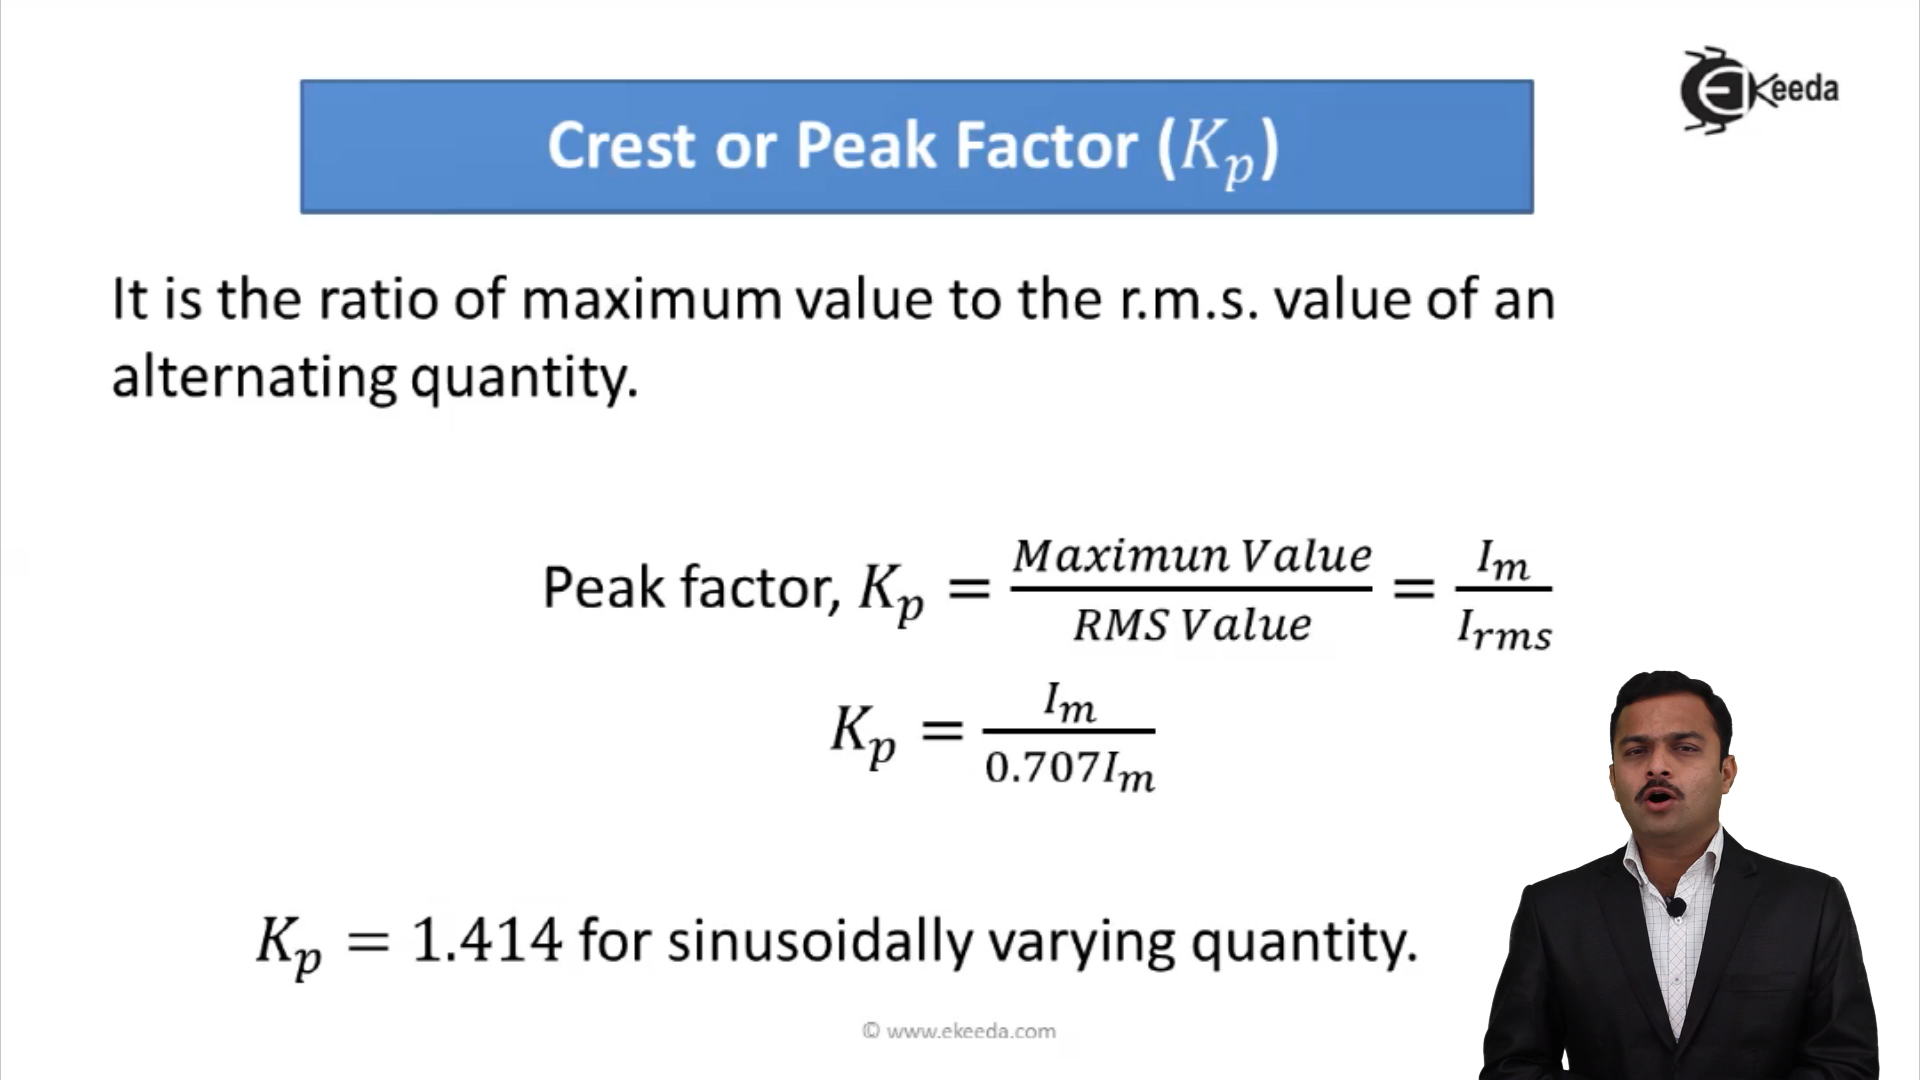 Ekeeda
Crest or Peak Factor (K_p)
It is the ratio of maximum value to the r.m.s. value of an
alternating quantity.
Peak factor, K_p = Maximun Value / RMS Value = I_m / I_rms
K_p = I_m / 0.707I_m
K_p = 1.414 for sinusoidally varying quantity.
© www.ekeeda.com